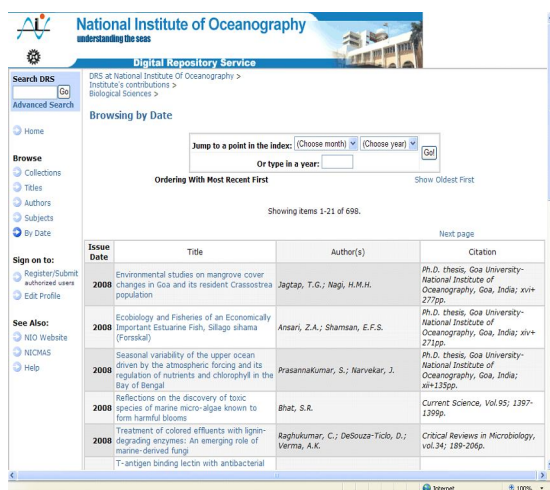 National Institute of Oceanography
understanding the seas
Digital Repository Service
Search DRS
Go
Advanced Search
Home
Browse
Collections
Titles
Authors
Subjects
By Date
Sign on to:
Register/Submit
authorized users
Edit Profile
See Also:
NIO Website
NICMAS
Help
DRS at National Institute Of Oceanography >
Institute's contributions >
Biological Sciences >
Browsing by Date
Jump to a point in the index: (Choose month) (Choose year)
Go!
Or type in a year:
Ordering With Most Recent First Show Oldest First
Showing items 1-21 of 698.
Next page
Issue Date Title Author(s) Citation
2008 Environmental studies on mangrove cover
changes in Goa and its resident Crassostrea
population
Jagtap, T.G.; Nagi, H.M.H.
Ph.D. thesis, Goa University-
National Institute of
Oceanography, Goa, India; xvi+
277pp.
2008 Ecobiology and Fisheries of an Economically
Important Estuarine Fish, Sillago sihama
(Forsskal)
Ansari, Z.A.; Shamsan, E.F.S.
Ph.D. thesis, Goa University-
National Institute of
Oceanography, Goa, India; xiv+
271pp.
2008 Seasonal variability of the upper ocean
driven by the atmospheric forcing and its
regulation of nutrients and chlorophyll in the
Bay of Bengal
PrasannaKumar, S.; Narvekar, J.
Ph.D. thesis, Goa University-
National Institute of
Oceanography, Goa, India;
xii+135pp.
2008 Reflections on the discovery of toxic
species of marine micro-algae known to
form harmful blooms
Bhat, S.R.
Current Science, Vol.95; 1397-
1399p.
2008 Treatment of colored effluents with lignin-
degrading enzymes: An emerging role of
marine-derived fungi
Raghukumar, C.; DeSouza-Ticlo, D.;
Verma, A.K.
Critical Reviews in Microbiology,
vol.34; 189-206p.
T-antigen binding lectin with antibacterial
Internet 100%